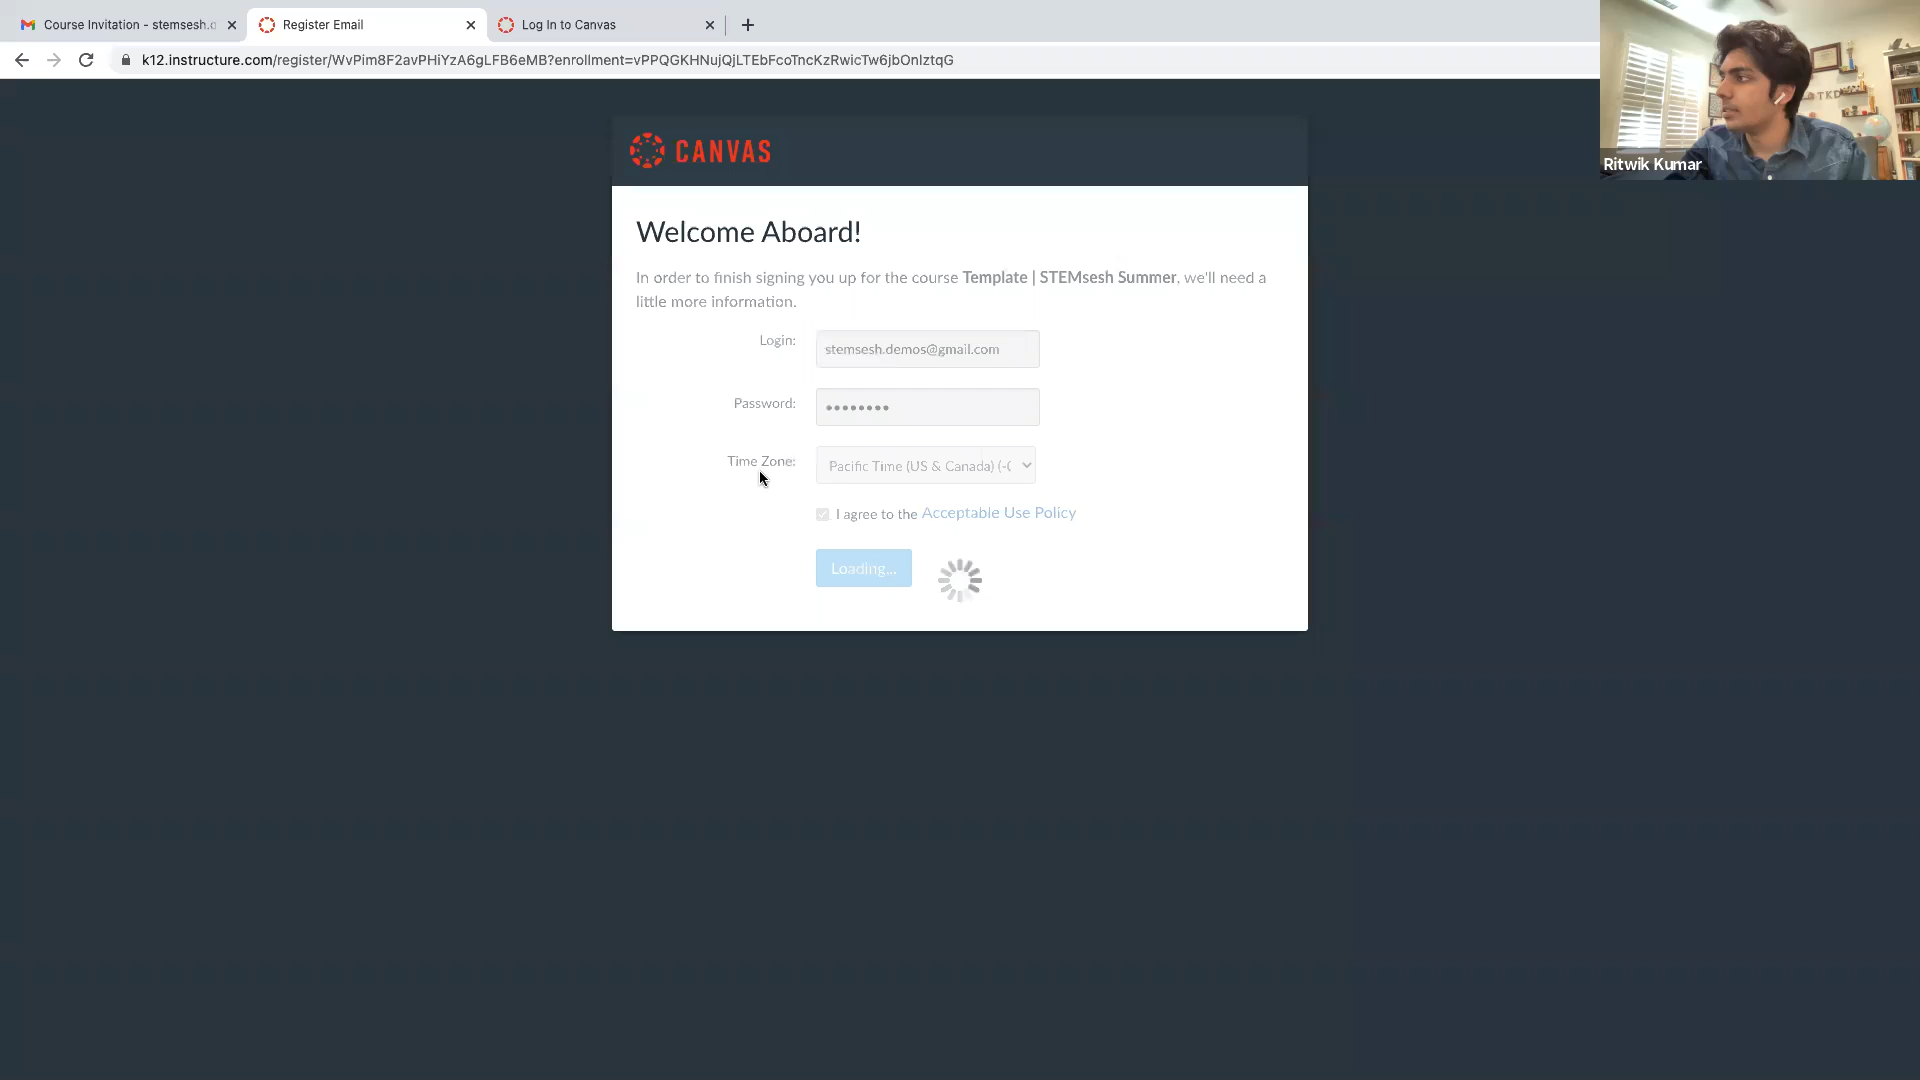 Course Invitation - stemsesh.d
Register Email
Log In to Canvas
k12.instructure.com/register/WvPim8F2avPHiYzA6gLFB6eMB?enrollment=vPPQGKHNujQjLTEbFcoTncKzRwicTw6jbOnlztqG
TKD
Ritwik Kumar
CANVAS
Welcome Aboard!
In order to finish signing you up for the course Template | STEMsesh Summer, we'll need a
little more information.
Login:
stemsesh.demos@gmail.com
Password:
Time Zone:
Pacific Time (US & Canada) (-0
I agree to the Acceptable Use Policy
Loading...